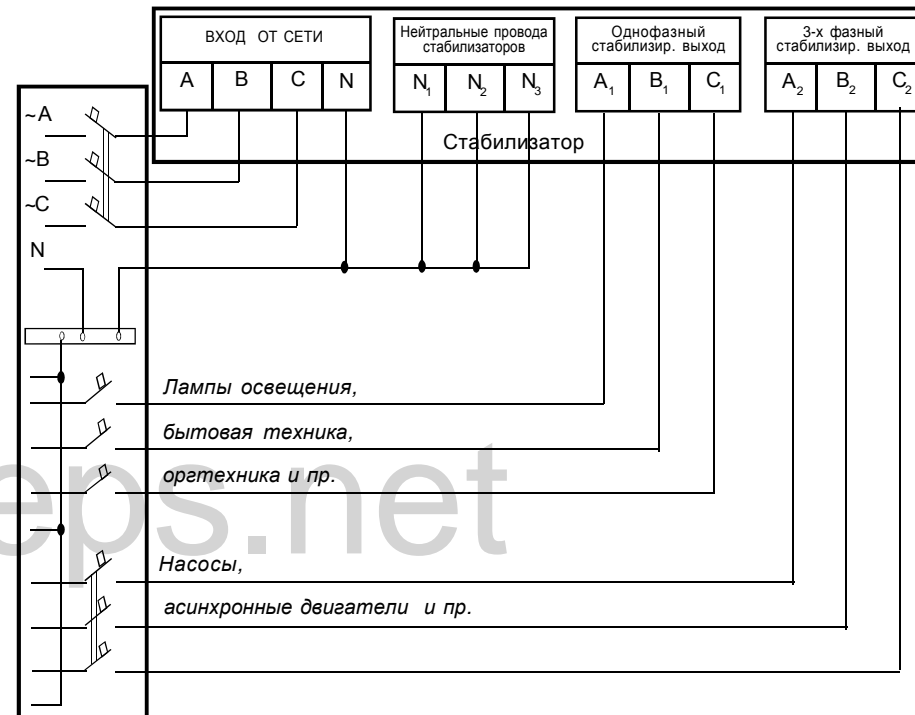 ВХОД ОТ СЕТИ
A B C N
Нейтральные провода
стабилизаторов
N₁ N₂ N₃
Однофазный
стабилизир. выход
A₁ B₁ C₁
3-х фазный
стабилизир. выход
A₂ B₂ C₂
Стабилизатор
~A
~B
~C
N
Лампы освещения,
бытовая техника,
оргтехника и пр.
eps.net
Насосы,
асинхронные двигатели и пр.